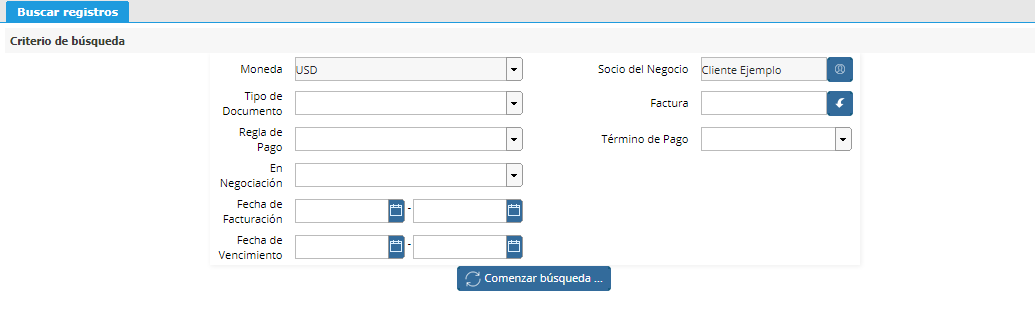 Buscar registros
Criterio de búsqueda
Moneda USD Socio del Negocio Cliente Ejemplo
Tipo de
Documento
Factura
Regla de
Pago
Término de Pago
En
Negociación
Fecha de
Facturación
-
Fecha de
Vencimiento
-
Comenzar búsqueda ...